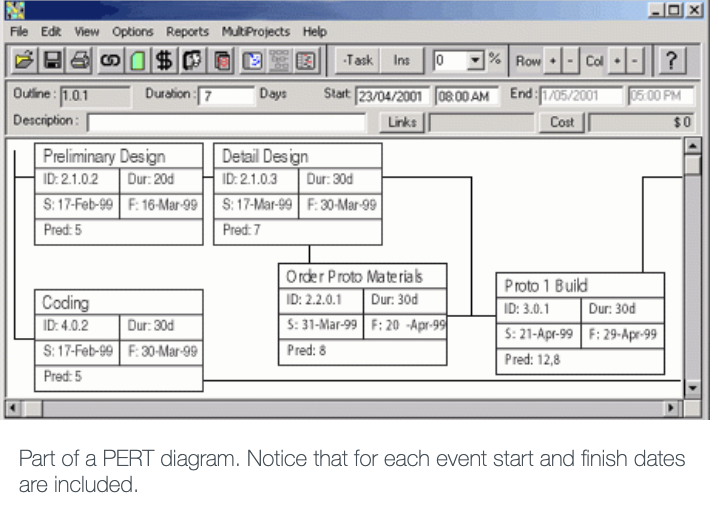 File Edit View Options Reports MultiProjects Help
$ -Task Ins 0 % Row + - Col + - ?
Outline : 1.0.1 Duration : 7 Days Start: 23/04/2001 08:00 AM End : 1/05/2001 05:00 PM
Description : Links Cost $ 0
Preliminary Design
ID: 2.1.0.2 Dur: 20d
S: 17-Feb-99 F: 16-Mar-99
Pred: 5
Detail Design
ID: 2.1.0.3 Dur: 30d
S: 17-Mar-99 F: 30-Mar-99
Pred: 7
Order Proto Materials
ID: 2.2.0.1 Dur: 30d
S: 31-Mar-99 F: 20 -Apr-99
Pred: 8
Proto 1 Build
ID: 3.0.1 Dur: 30d
S: 21-Apr-99 F: 29-Apr-99
Pred: 12,8
Coding
ID: 4.0.2 Dur: 30d
S: 17-Feb-99 F: 30-Mar-99
Pred: 5
Part of a PERT diagram. Notice that for each event start and finish dates
are included.